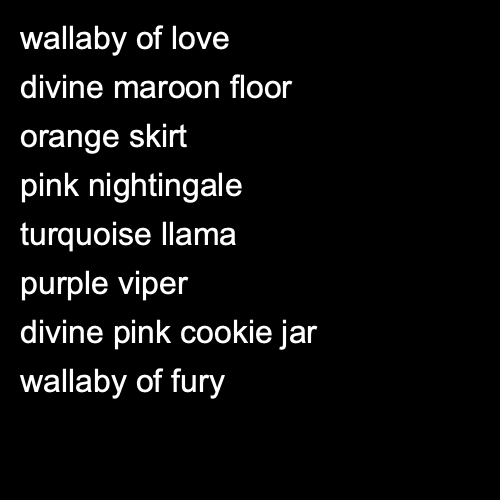 wallaby of love
divine maroon floor
orange skirt
pink nightingale
turquoise llama
purple viper
divine pink cookie jar
wallaby of fury